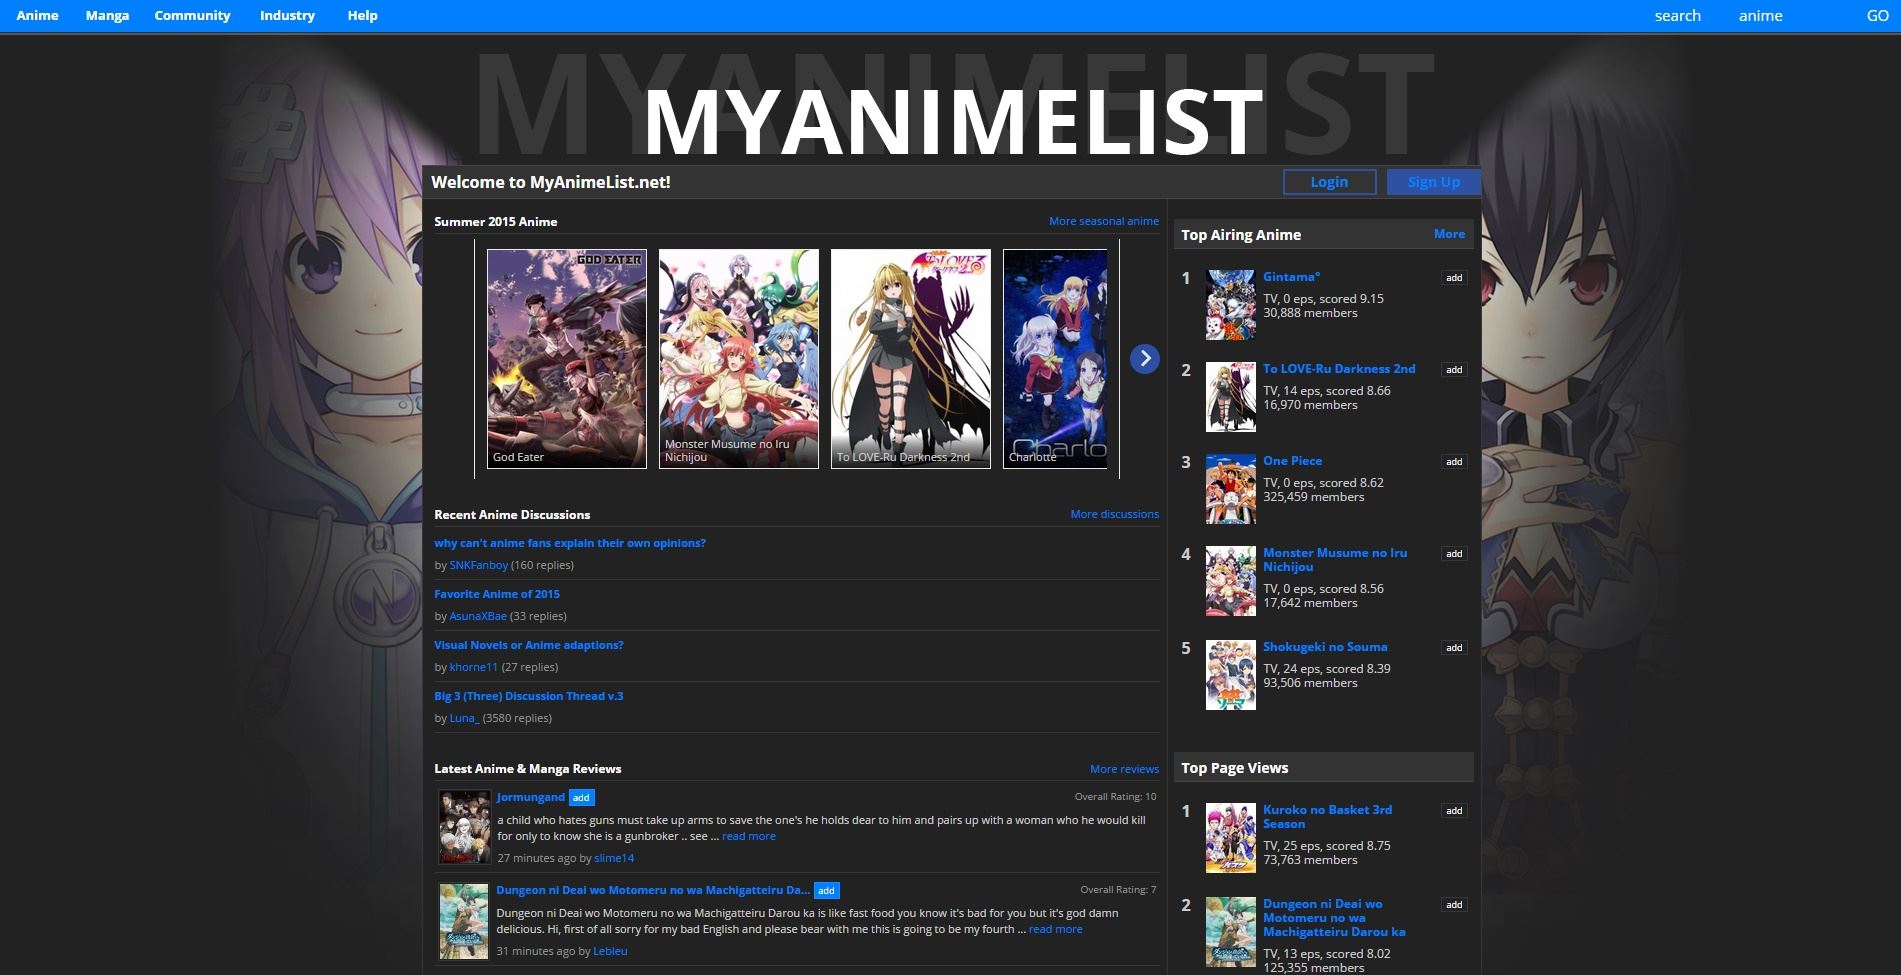 Anime Manga Community Industry Help search anime GO
MYANIMELIST
MYANIMELIST
Welcome to MyAnimeList.net! Login Sign Up
Summer 2015 Anime More seasonal anime
GOD EATER
God Eater
Monster Musume no Iru
Nichijou
To LOVE-Ru Darkness 2nd
Charlo
Charlotte
Recent Anime Discussions More discussions
why can't anime fans explain their own opinions?
by SNKFanboy (160 replies)
Favorite Anime of 2015
by AsunaXBae (33 replies)
Visual Novels or Anime adaptions?
by khorne11 (27 replies)
Big 3 (Three) Discussion Thread v.3
by Luna_ (3580 replies)
Latest Anime & Manga Reviews More reviews
Jormungand add Overall Rating: 10
a child who hates guns must take up arms to save the one's he holds dear to him and pairs up with a woman who he would kill
for only to know she is a gunbroker .. see ... read more
27 minutes ago by slime14
Dungeon ni Deai wo Motomeru no wa Machigatteiru Da... add Overall Rating: 7
Dungeon ni Deai wo Motomeru no wa Machigatteiru Darou ka is like fast food you know it's bad for you but it's god damn
delicious. Hi, first of all sorry for my bad English and please bear with me this is going to be my fourth ... read more
31 minutes ago by Lebleu
Top Airing Anime More
1 Gintama° add
TV, 0 eps, scored 9.15
30,888 members
2 To LOVE-Ru Darkness 2nd add
TV, 14 eps, scored 8.66
16,970 members
3 One Piece add
TV, 0 eps, scored 8.62
325,459 members
4 Monster Musume no Iru add
Nichijou
TV, 0 eps, scored 8.56
17,642 members
5 Shokugeki no Souma add
TV, 24 eps, scored 8.39
93,506 members
Top Page Views
1 Kuroko no Basket 3rd add
Season
TV, 25 eps, scored 8.75
73,763 members
2 Dungeon ni Deai wo add
Motomeru no wa
Machigatteiru Darou ka
TV, 13 eps, scored 8.02
125,355 members